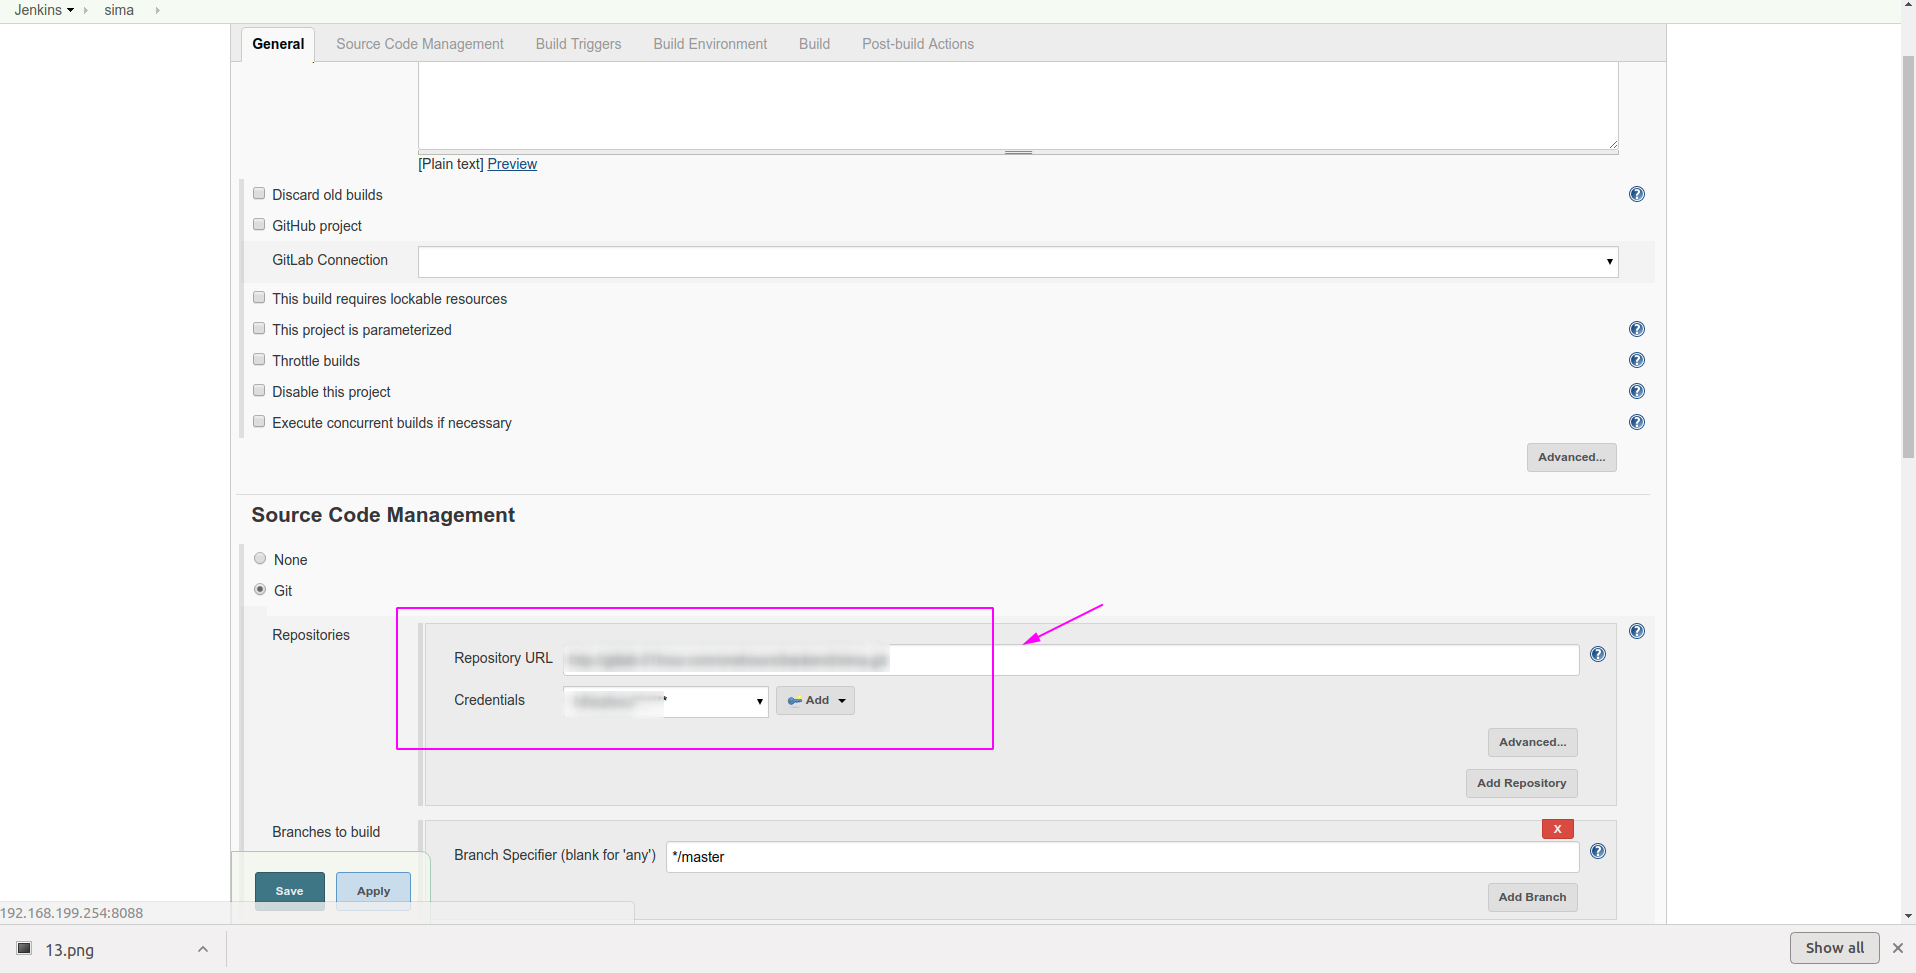 Jenkins sima
General Source Code Management Build Triggers Build Environment Build Post-build Actions
[Plain text] Preview
Discard old builds
GitHub project
GitLab Connection
This build requires lockable resources
This project is parameterized
Throttle builds
Disable this project
Execute concurrent builds if necessary
Advanced...
Source Code Management
None
Git
Repositories
Repository URL
Credentials Add
Advanced...
Add Repository
Branches to build
X
Branch Specifier (blank for 'any') */master
Save Apply
Add Branch
192.168.199.254:8088
13.png
Show all